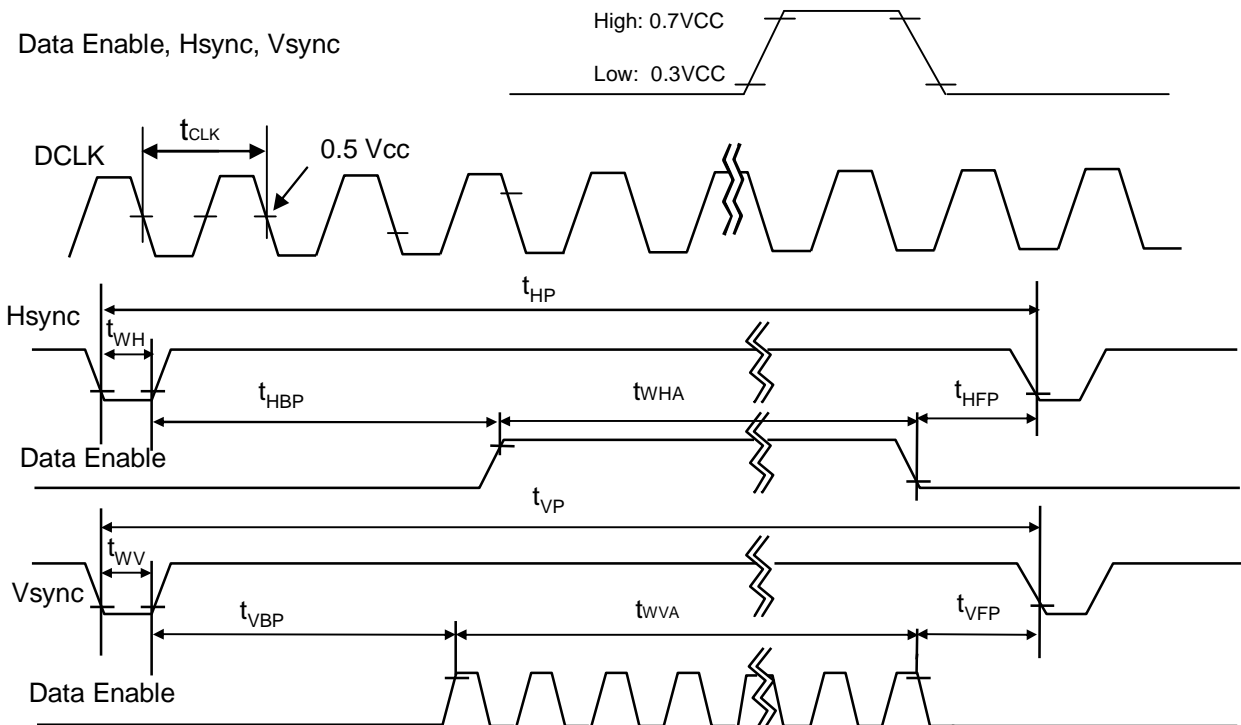 High: 0.7VCC
Data Enable, Hsync, Vsync
Low: 0.3VCC
tCLK
DCLK
0.5 Vcc
tHP
Hsync
tWH
tHBP
tWHA
tHFP
Data Enable
tVP
tWV
Vsync
tVBP
tWVA
tVFP
Data Enable